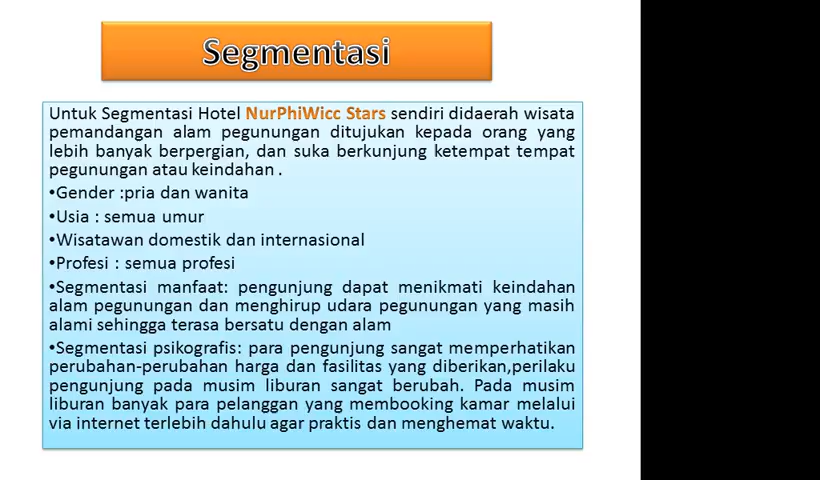 Segmentasi
Untuk Segmentasi Hotel NurPhiWicc Stars sendiri didaerah wisata
pemandangan alam pegunungan ditujukan kepada orang yang
lebih banyak berpergian, dan suka berkunjung ketempat tempat
pegunungan atau keindahan .
•Gender :pria dan wanita
•Usia : semua umur
•Wisatawan domestik dan internasional
•Profesi : semua profesi
•Segmentasi manfaat: pengunjung dapat menikmati keindahan
alam pegunungan dan menghirup udara pegunungan yang masih
alami sehingga terasa bersatu dengan alam
•Segmentasi psikografis: para pengunjung sangat memperhatikan
perubahan-perubahan harga dan fasilitas yang diberikan,perilaku
pengunjung pada musim liburan sangat berubah. Pada musim
liburan banyak para pelanggan yang membooking kamar melalui
via internet terlebih dahulu agar praktis dan menghemat waktu.